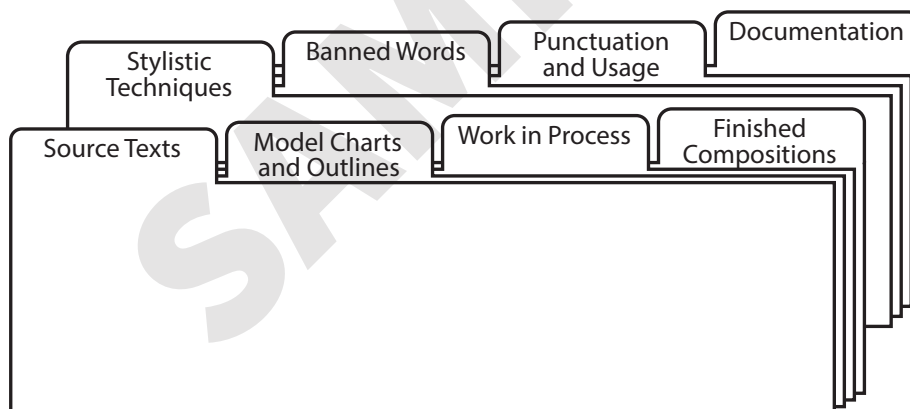 Stylistic
Techniques
Banned Words
Punctuation
and Usage
Documentation
Source Texts
Model Charts
and Outlines
Work in Process
Finished
Compositions
SAM